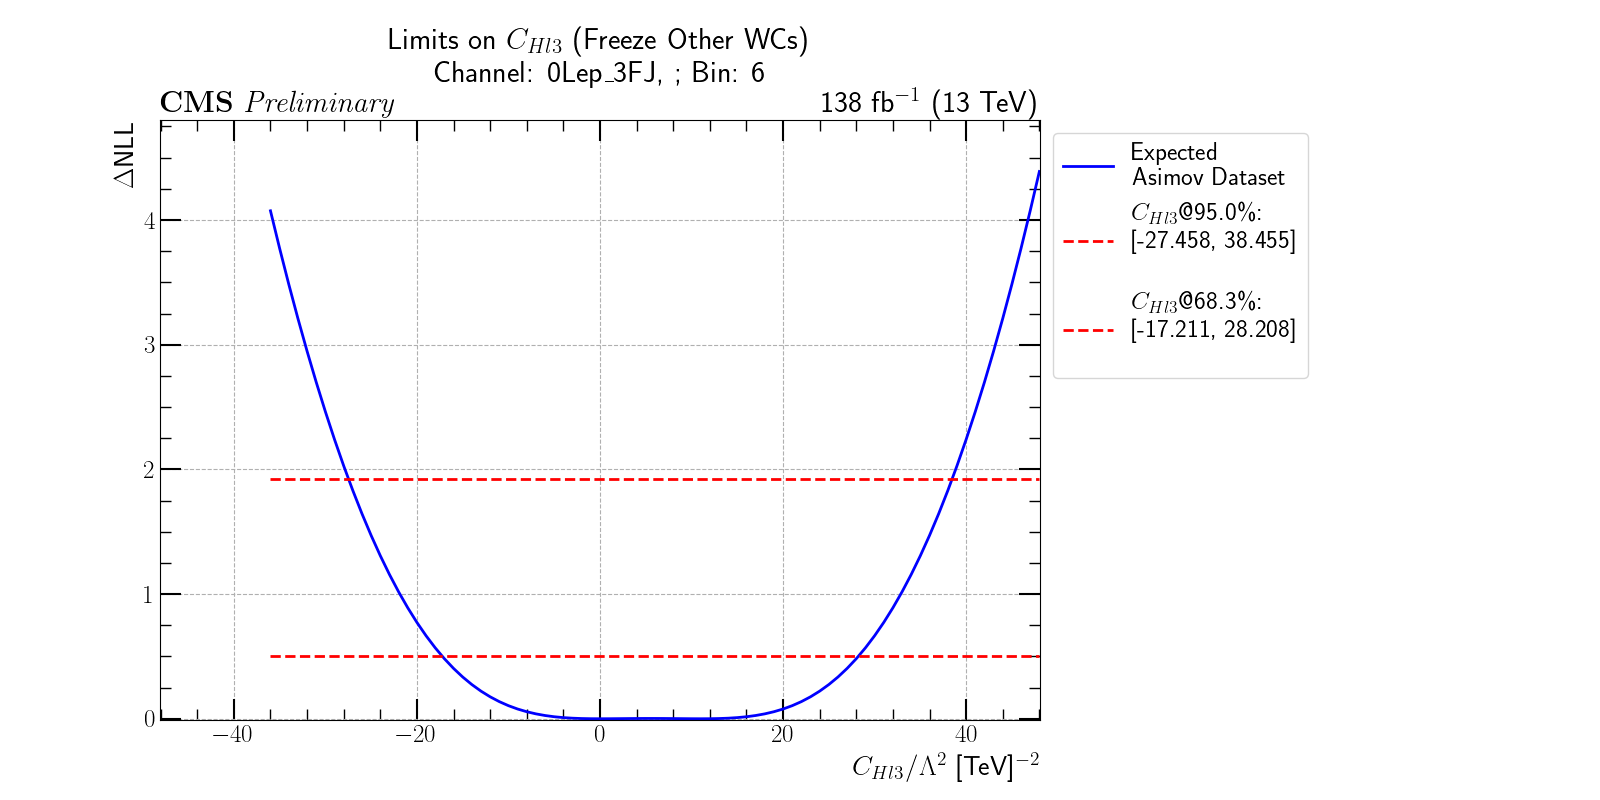 Limits on C_{Hl3} (Freeze Other WCs)
Channel: 0Lep_3FJ, ; Bin: 6
CMS Preliminary 138 fb^{-1} (13 TeV)
ΔNLL
4
3
2
1
0
−40 −20 0 20 40
C_{Hl3}/Λ^2 [TeV]^{-2}
Expected
Asimov Dataset
C_{Hl3}@95.0%:
[-27.458, 38.455]
C_{Hl3}@68.3%:
[-17.211, 28.208]